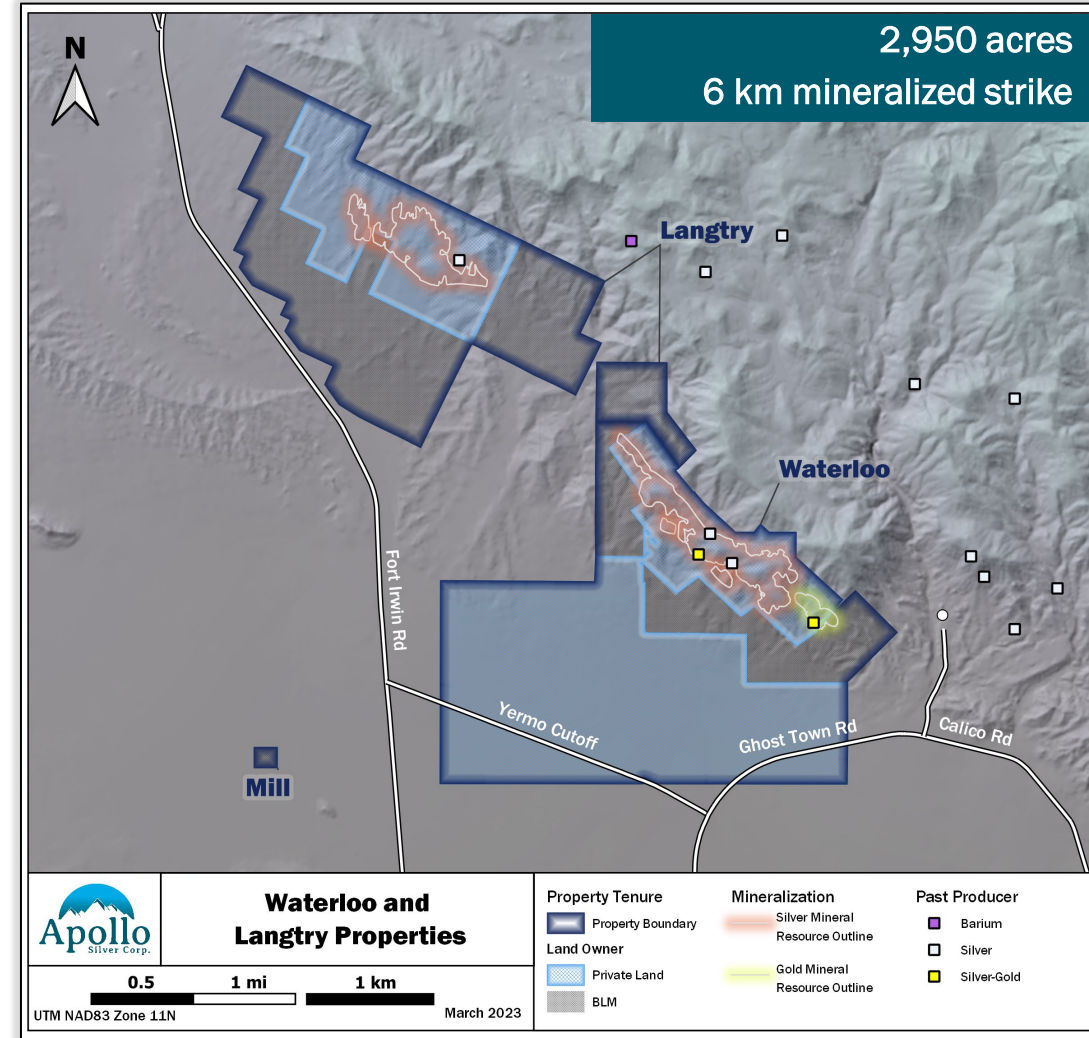 2,950 acres
6 km mineralized strike
N
Langtry
Waterloo
Fort Irwin Rd
Yermo Cutoff
Ghost Town Rd
Calico Rd
Mill
Apollo
Silver Corp.
Waterloo and
Langtry Properties
0.5 1 mi 1 km
UTM NAD83 Zone 11N March 2023
Property Tenure
Property Boundary
Land Owner
Private Land
BLM
Mineralization
Silver Mineral
Resource Outline
Gold Mineral
Resource Outline
Past Producer
Barium
Silver
Silver-Gold